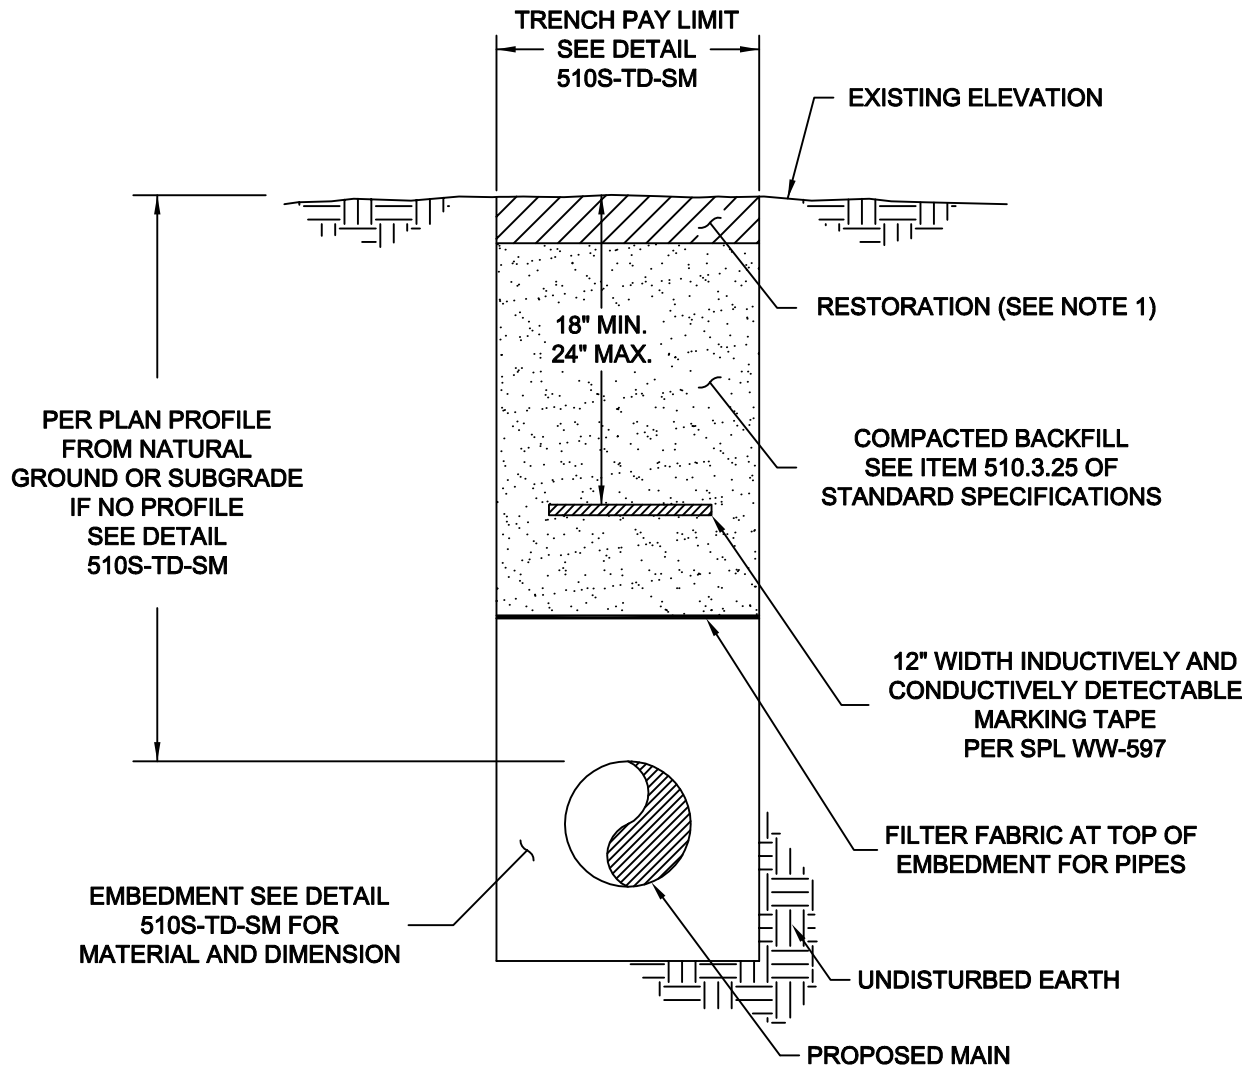 TRENCH PAY LIMIT
SEE DETAIL
510S-TD-SM
EXISTING ELEVATION
RESTORATION (SEE NOTE 1)
18" MIN.
24" MAX.
PER PLAN PROFILE
FROM NATURAL
GROUND OR SUBGRADE
IF NO PROFILE
SEE DETAIL
510S-TD-SM
COMPACTED BACKFILL
SEE ITEM 510.3.25 OF
STANDARD SPECIFICATIONS
12" WIDTH INDUCTIVELY AND
CONDUCTIVELY DETECTABLE
MARKING TAPE
PER SPL WW-597
FILTER FABRIC AT TOP OF
EMBEDMENT FOR PIPES
EMBEDMENT SEE DETAIL
510S-TD-SM FOR
MATERIAL AND DIMENSION
UNDISTURBED EARTH
PROPOSED MAIN